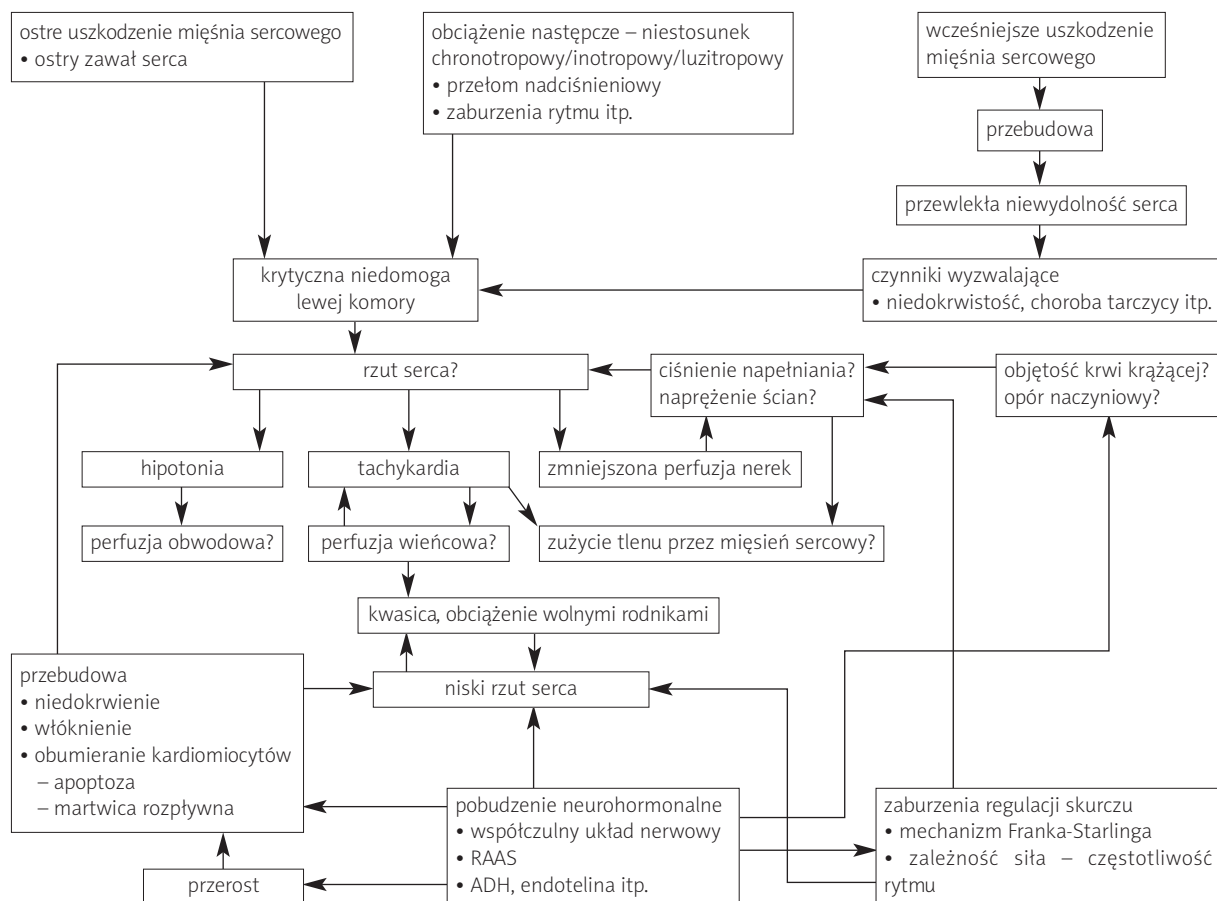 ostre uszkodzenie mięśnia sercowego
• ostry zawał serca
obciążenie następcze – niestosunek
chronotropowy/inotropowy/luzitropowy
• przełom nadciśnieniowy
• zaburzenia rytmu itp.
wcześniejsze uszkodzenie
mięśnia sercowego
przebudowa
przewlekła niewydolność serca
krytyczna niedomoga
lewej komory
czynniki wyzwalające
• niedokrwistość, choroba tarczycy itp.
rzut serca?
ciśnienie napełniania?
naprężenie ścian?
objętość krwi krążącej?
opór naczyniowy?
hipotonia
tachykardia
zmniejszona perfuzja nerek
perfuzja obwodowa?
perfuzja wieńcowa?
zużycie tlenu przez mięsień sercowy?
kwasica, obciążenie wolnymi rodnikami
przebudowa
• niedokrwienie
• włóknienie
• obumieranie kardiomiocytów
– apoptoza
– martwica rozpływna
niski rzut serca
pobudzenie neurohormonalne
• współczulny układ nerwowy
• RAAS
• ADH, endotelina itp.
zaburzenia regulacji skurczu
• mechanizm Franka-Starlinga
• zależność siła – częstotliwość
rytmu
przerost